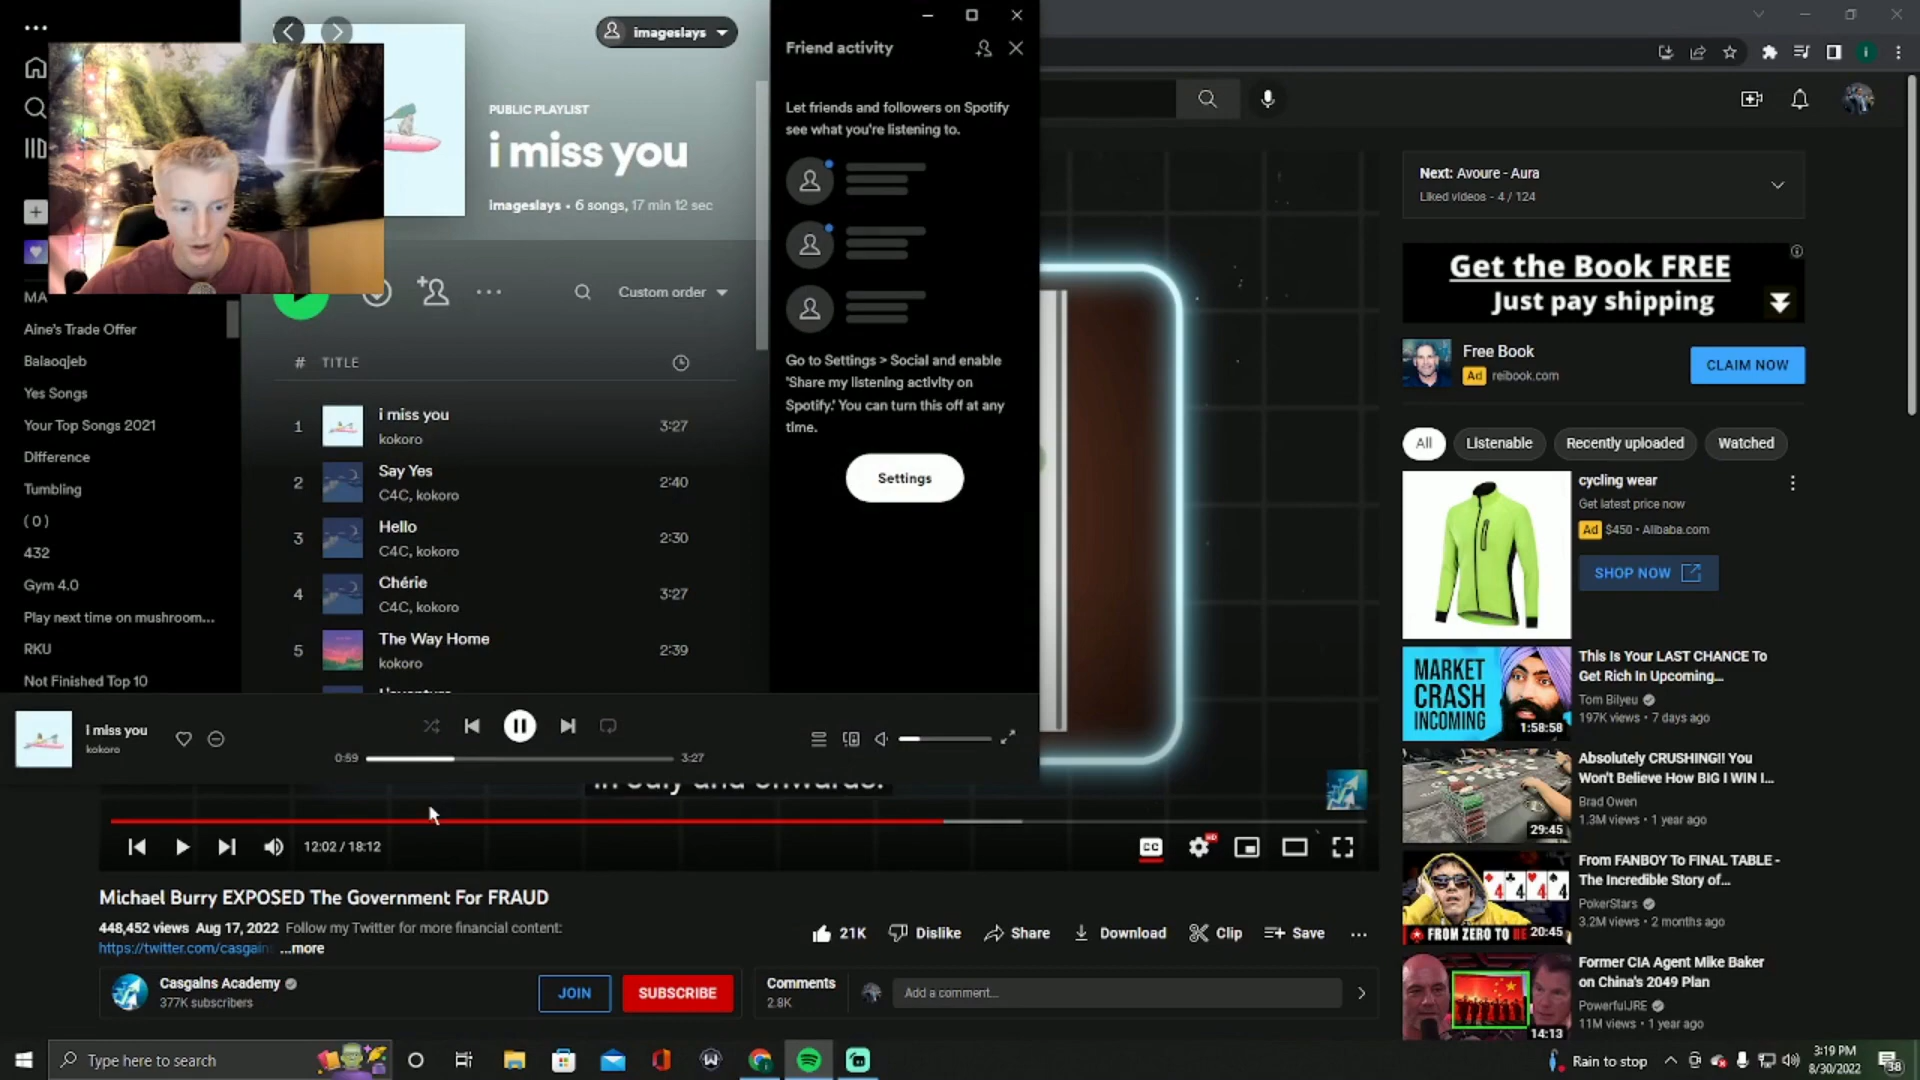 imageslays
PUBLIC PLAYLIST
i miss you
imageslays • 6 songs, 17 min 12 sec
Custom order
# TITLE
1 i miss you 3:27
kokoro
2 Say Yes 2:40
C4C, kokoro
3 Hello 2:30
C4C, kokoro
4 Chérie 3:27
C4C, kokoro
5 The Way Home 2:39
kokoro
MA
Aine's Trade Offer
Balaoqjeb
Yes Songs
Your Top Songs 2021
Difference
Tumbling
( 0 )
432
Gym 4.0
Play next time on mushroom...
RKU
Not Finished Top 10
Friend activity
Let friends and followers on Spotify
see what you're listening to.
Go to Settings > Social and enable
'Share my listening activity on
Spotify.' You can turn this off at any
time.
Settings
i miss you
kokoro
0:59
3:27
in July and onwards.
12:02 / 18:12
CC
HD
Michael Burry EXPOSED The Government For FRAUD
448,452 views Aug 17, 2022 Follow my Twitter for more financial content:
https://twitter.com/casgain ...more
21K Dislike Share Download Clip Save
Casgains Academy
377K subscribers
JOIN
SUBSCRIBE
Comments
2.8K
Add a comment...
Next: Avoure - Aura
Liked videos - 4 / 124
Get the Book FREE
Just pay shipping
Free Book
Ad reibook.com
CLAIM NOW
All Listenable Recently uploaded Watched
cycling wear
Get latest price now
Ad $450 • Alibaba.com
SHOP NOW
MARKET
CRASH
INCOMING
1:58:58
This Is Your LAST CHANCE To
Get Rich In Upcoming...
Tom Bilyeu
197K views • 7 days ago
29:45
Absolutely CRUSHING!! You
Won't Believe How BIG I WIN I...
Brad Owen
1.3M views • 1 year ago
FROM ZERO TO
20:45
From FANBOY To FINAL TABLE -
The Incredible Story of...
PokerStars
3.2M views • 2 months ago
14:13
Former CIA Agent Mike Baker
on China's 2049 Plan
PowerfulJRE
11M views • 1 year ago
Type here to search
Rain to stop
3:19 PM
8/30/2022
38